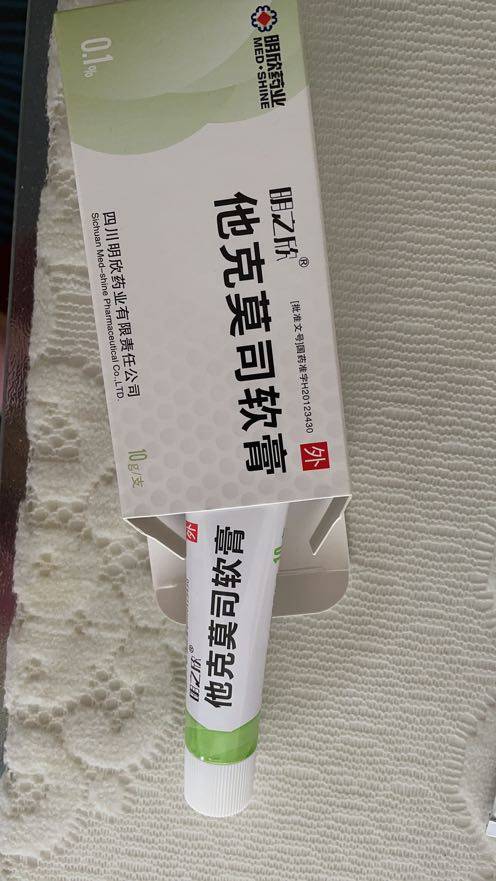 明欣药业
MED·SHINE
0.1%
明之欣®
他克莫司软膏
[批准文号]国药准字H20123430
外
四川明欣药业有限责任公司
Sichuan Med-shine Pharmaceutical Co.,LTD.
10g/支
外
明之欣®
他克莫司软膏